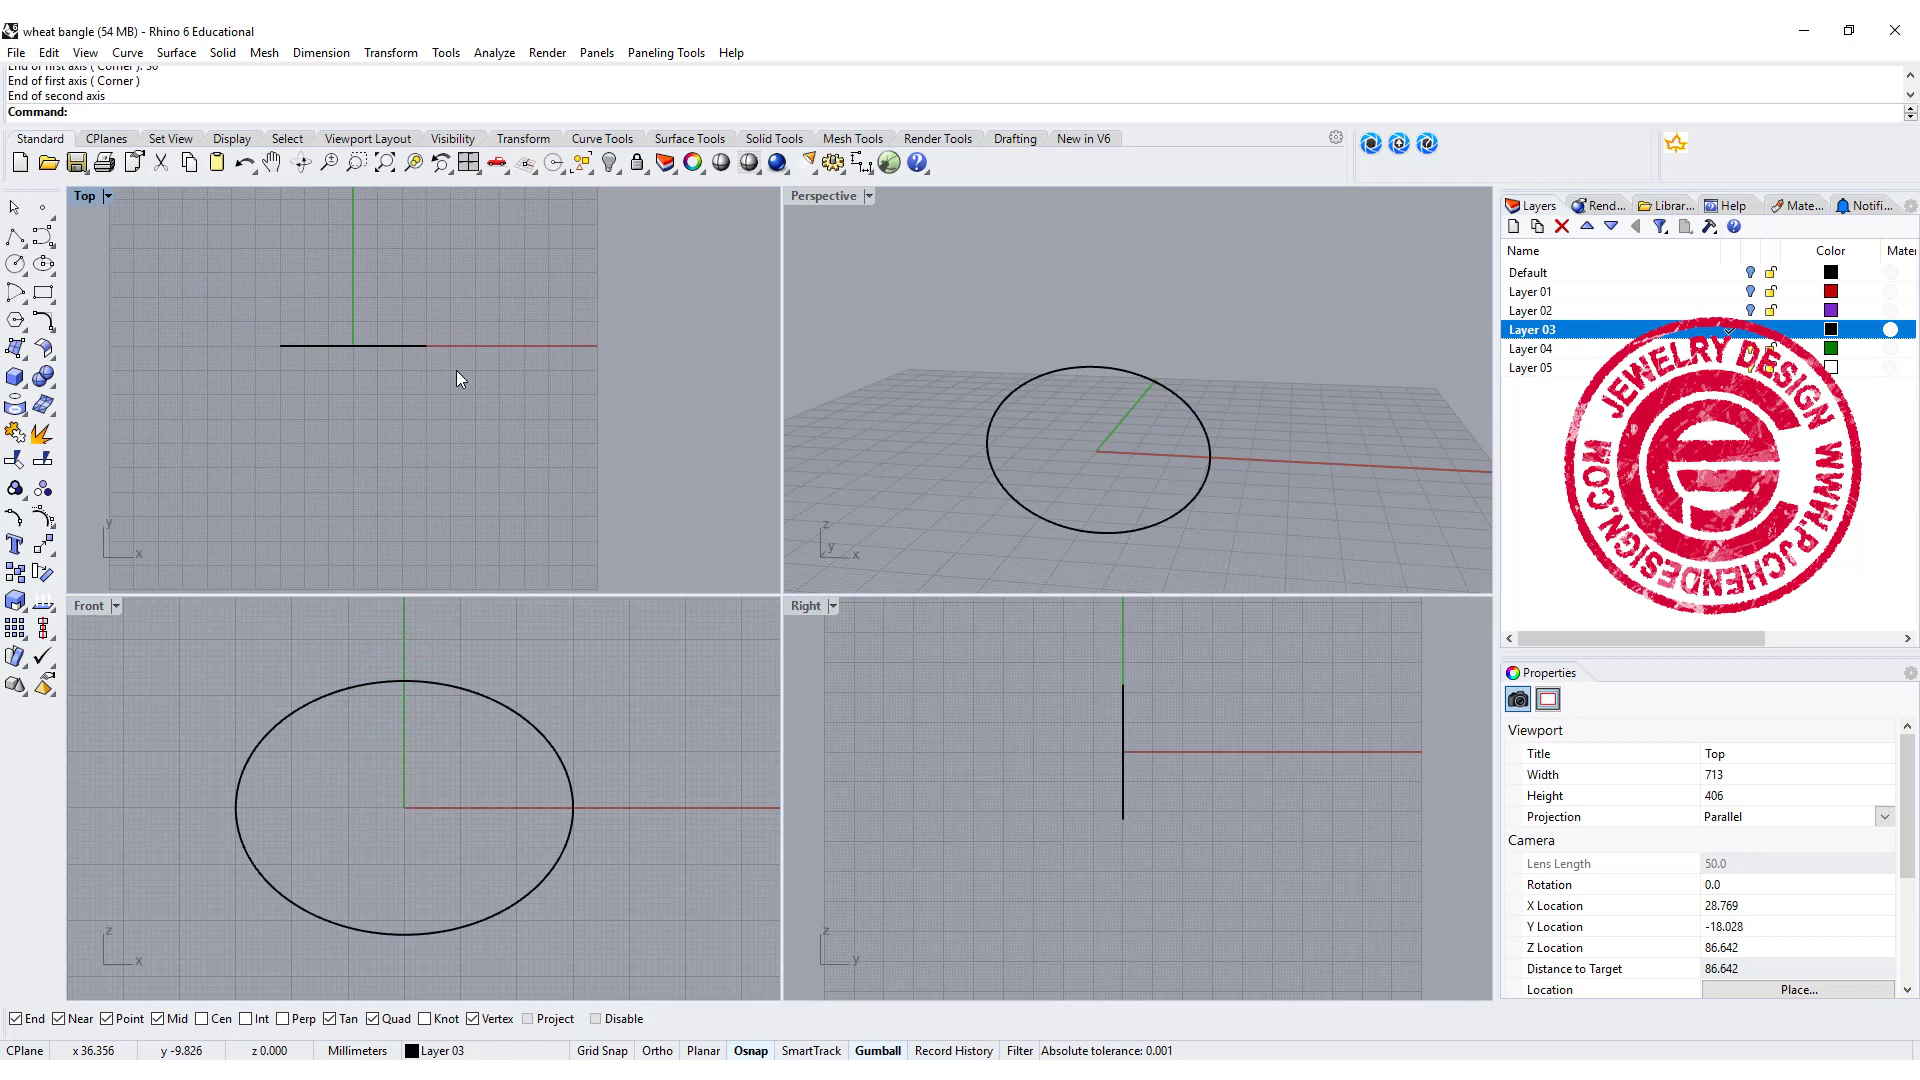 wheat bangle (54 MB) - Rhino 6 Educational
File Edit View Curve Surface Solid Mesh Dimension Transform Tools Analyze Render Panels Paneling Tools Help
End of first axis ( Corner ): 30
End of first axis ( Corner )
End of second axis
Command:
Standard CPlanes Set View Display Select Viewport Layout Visibility Transform Curve Tools Surface Tools Solid Tools Mesh Tools Render Tools Drafting New in V6
Top
Perspective
Front
Right
y
x
z
y
x
z
x
z
y
Layers Rend... Librar... Help Mate... Notifi...
Name Color Mater
Default
Layer 01
Layer 02
Layer 03
Layer 04
Layer 05
JEWELRY DESIGN
WWW.PJCHENDESIGN.COM
Properties
Viewport
Title Top
Width 713
Height 406
Projection Parallel
Camera
Lens Length 50.0
Rotation 0.0
X Location 28.769
Y Location -18.028
Z Location 86.642
Distance to Target 86.642
Location Place...
End Near Point Mid Cen Int Perp Tan Quad Knot Vertex Project Disable
CPlane x 36.356 y -9.826 z 0.000 Millimeters Layer 03 Grid Snap Ortho Planar Osnap SmartTrack Gumball Record History Filter Absolute tolerance: 0.001